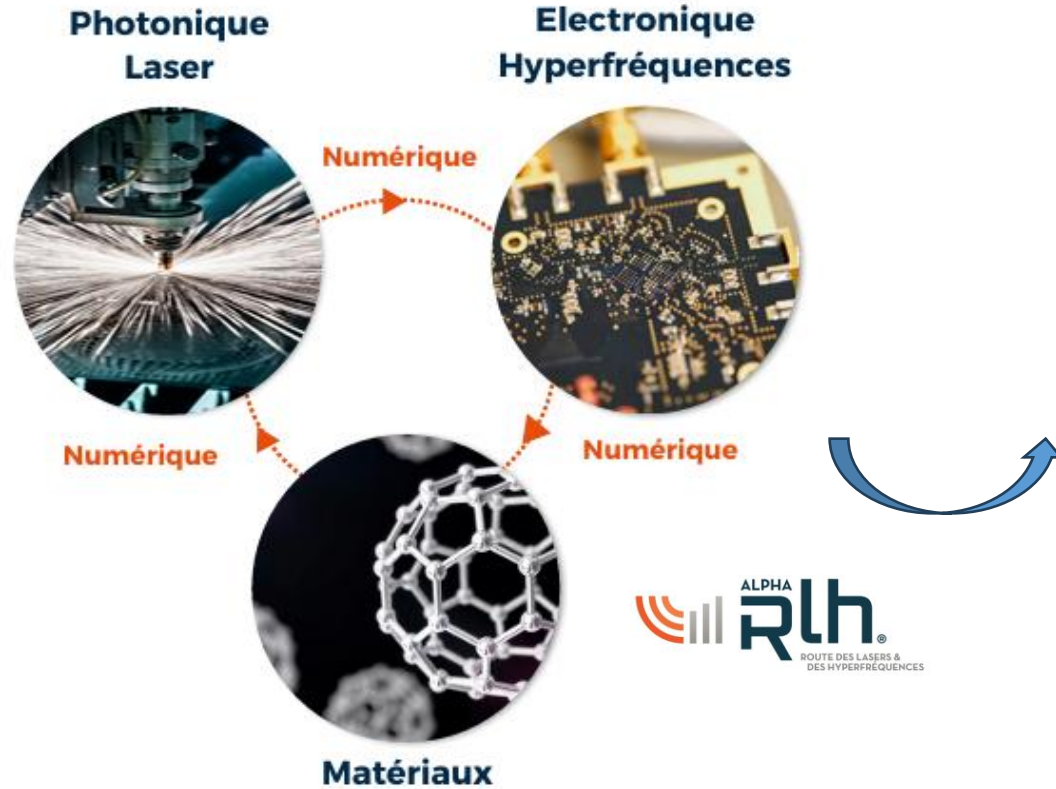 Photonique
Laser
Electronique
Hyperfréquences
Numérique
Numérique
Numérique
Matériaux
ALPHA
Rlh®
ROUTE DES LASERS &
DES HYPERFRÉQUENCES